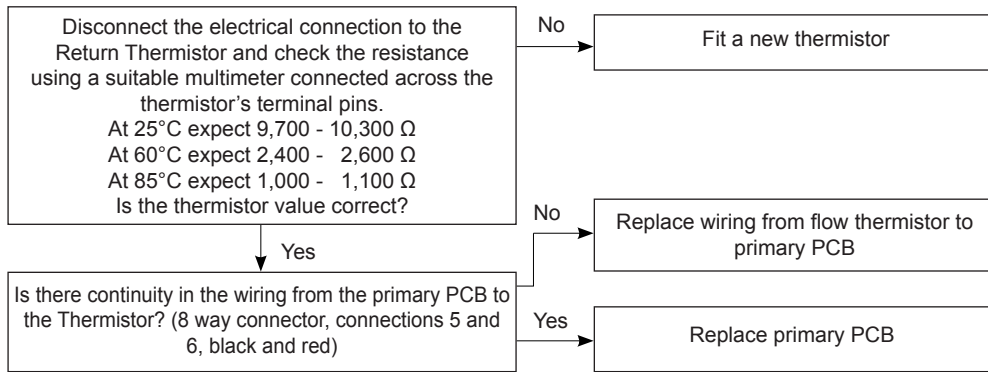 Disconnect the electrical connection to the
Return Thermistor and check the resistance
using a suitable multimeter connected across the
thermistor’s terminal pins.
At 25°C expect 9,700 - 10,300 Ω
At 60°C expect 2,400 - 2,600 Ω
At 85°C expect 1,000 - 1,100 Ω
Is the thermistor value correct?
No
Fit a new thermistor
Yes
Is there continuity in the wiring from the primary PCB to
the Thermistor? (8 way connector, connections 5 and
6, black and red)
No
Replace wiring from flow thermistor to
primary PCB
Yes
Replace primary PCB